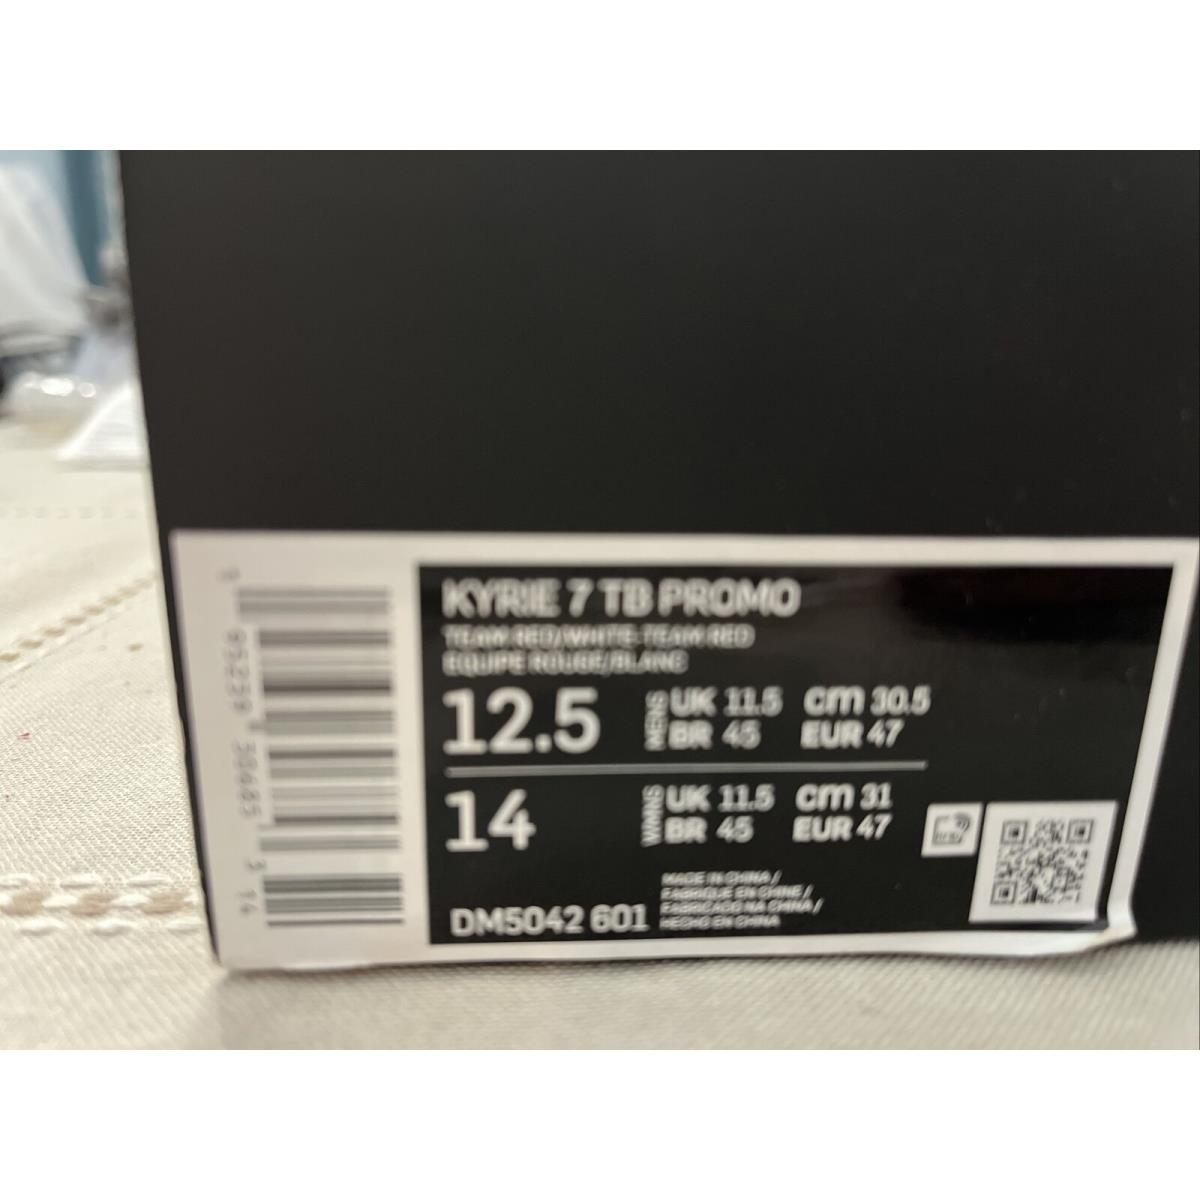 KYRIE 7 TB PROMO
TEAM RED/WHITE-TEAM RED
EQUIPE ROUGE/BLANC
12.5 MENS UK 11.5 cm 30.5
BR 45 EUR 47
14 WMNS UK 11.5 cm 31
BR 45 EUR 47
MADE IN CHINA /
FABRIQUE EN CHINE /
FABRICADO NA CHINA /
HECHO EN CHINA
DM5042 601